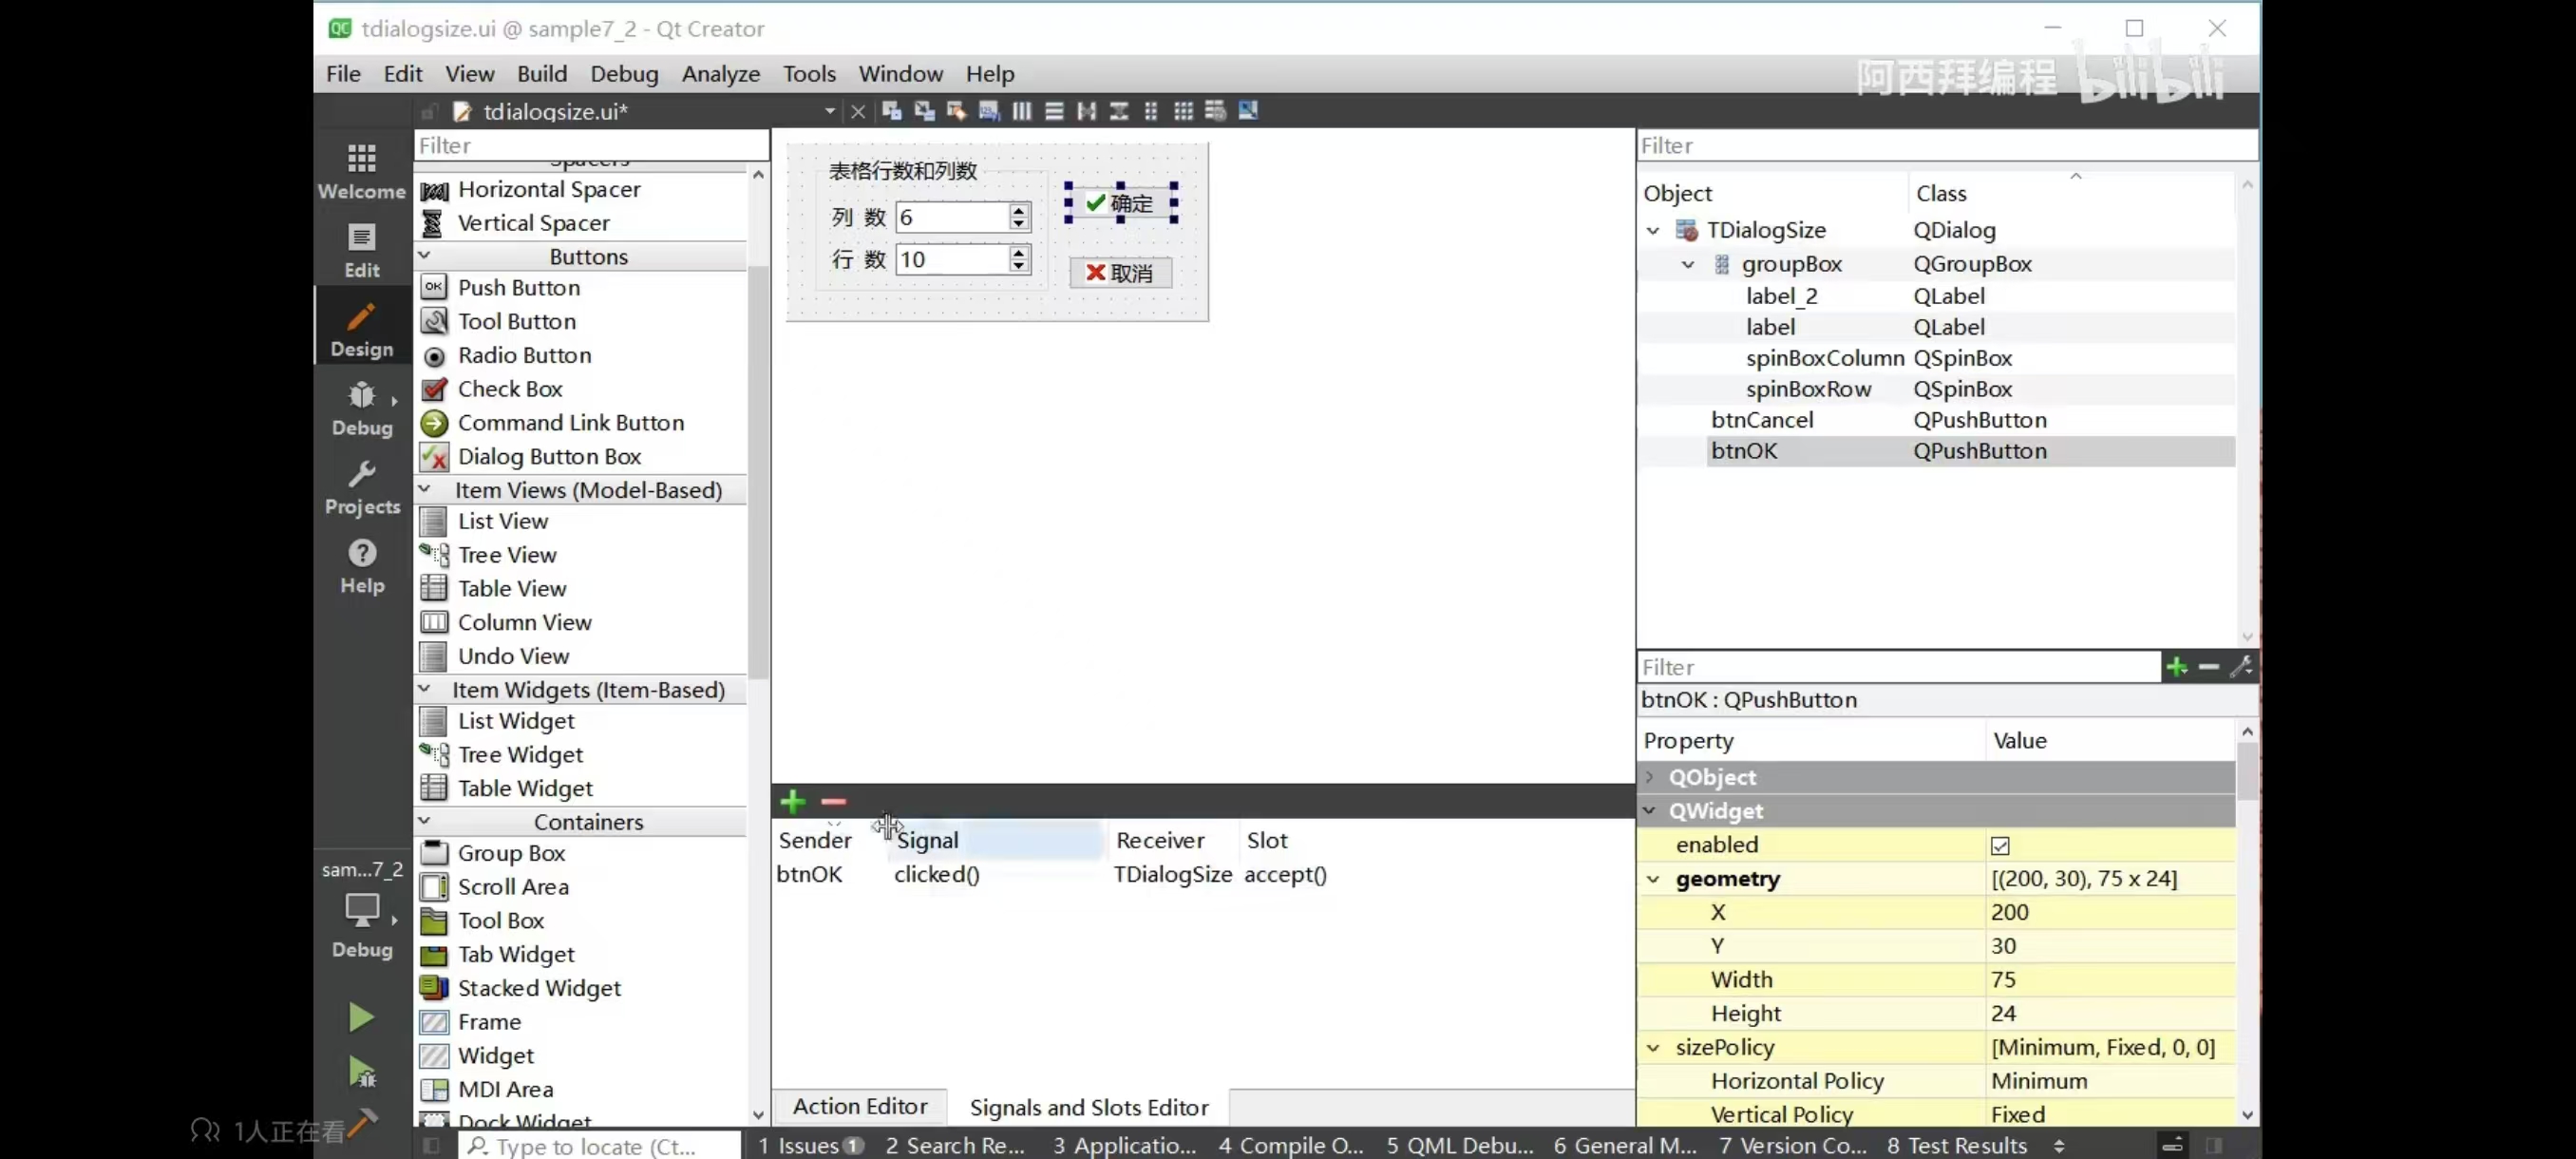 tdialogsize.ui @ sample7_2 - Qt Creator
File Edit View Build Debug Analyze Tools Window Help
阿西拜编程 bilibili
tdialogsize.ui*
Filter
Spacers
Horizontal Spacer
Vertical Spacer
Buttons
Push Button
Tool Button
Radio Button
Check Box
Command Link Button
Dialog Button Box
Item Views (Model-Based)
List View
Tree View
Table View
Column View
Undo View
Item Widgets (Item-Based)
List Widget
Tree Widget
Table Widget
Containers
Group Box
Scroll Area
Tool Box
Tab Widget
Stacked Widget
Frame
Widget
MDI Area
Dock Widget
Welcome
Edit
Design
Debug
Projects
Help
sam...7_2
Debug
1人正在看
表格行数和列数
列 数 6
行 数 10
确定
取消
Sender Signal Receiver Slot
btnOK clicked() TDialogSize accept()
Action Editor Signals and Slots Editor
Filter
Object Class
TDialogSize QDialog
groupBox QGroupBox
label_2 QLabel
label QLabel
spinBoxColumn QSpinBox
spinBoxRow QSpinBox
btnCancel QPushButton
btnOK QPushButton
Filter
btnOK : QPushButton
Property Value
QObject
QWidget
enabled
geometry [(200, 30), 75 x 24]
X 200
Y 30
Width 75
Height 24
sizePolicy [Minimum, Fixed, 0, 0]
Horizontal Policy Minimum
Vertical Policy Fixed
Type to locate (Ct... 1 Issues 1 2 Search Re... 3 Applicatio... 4 Compile O... 5 QML Debu... 6 General M... 7 Version Co... 8 Test Results